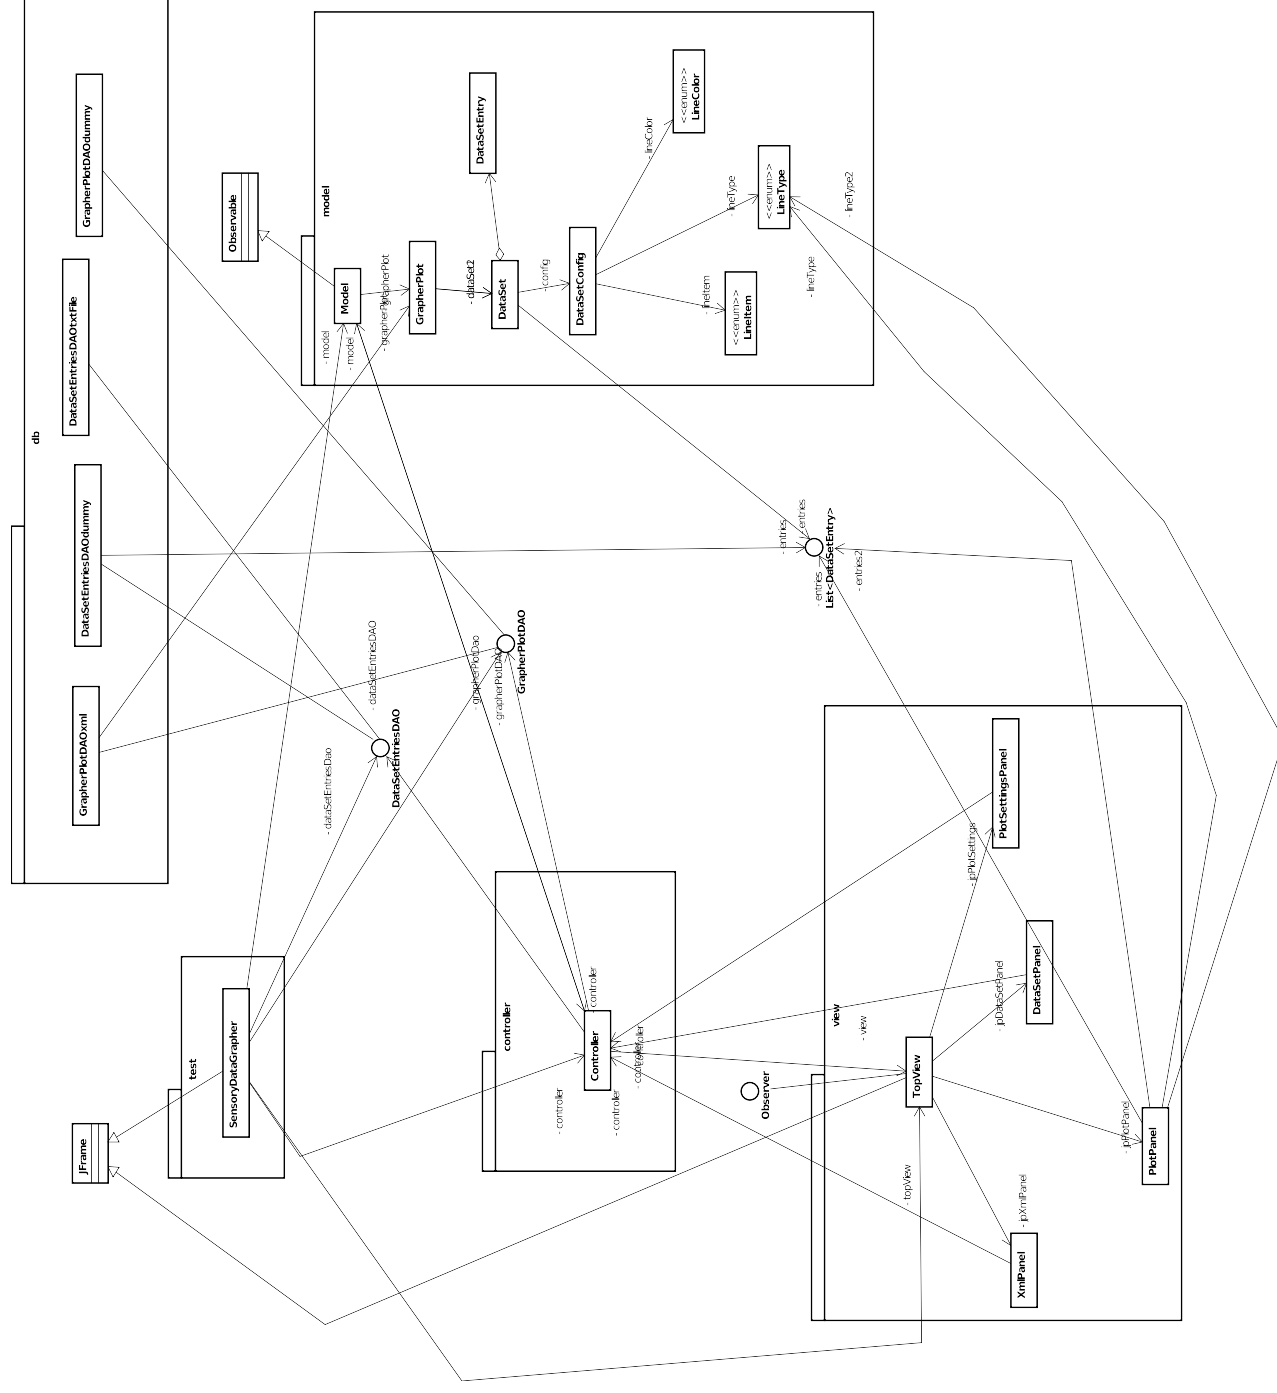 db
GrapherPlotDAOdummy
DataSetEntriesDAOtxtFile
DataSetEntriesDAOdummy
GrapherPlotDAOxml
Observable
model
Model
GrapherPlot
DataSetEntry
DataSet
DataSetConfig
<<enum>>
LineColor
<<enum>>
LineType
<<enum>>
LineItem
- grapherPlot
- grapherPlot
- dataSet2
- config
- lineColor
- lineType
- lineItem
- lineType2
- lineType
- model
- model
- entries
- entries
- entries
- entries2
List<DataSetEntry>
- dataSetEntriesDAO
- dataSetEntriesDao
DataSetEntriesDAO
- grapherPlotDao
- grapherPlotDAO
GrapherPlotDAO
test
SensoryDataGrapher
JFrame
controller
Controller
- controller
- controller
- controller
- controller
- controller
Observer
view
- view
TopView
- topView
PlotSettingsPanel
- jpPlotSettings
DataSetPanel
- jpDataSetPanel
PlotPanel
- jpPlotPanel
XmlPanel
- jpXmlPanel